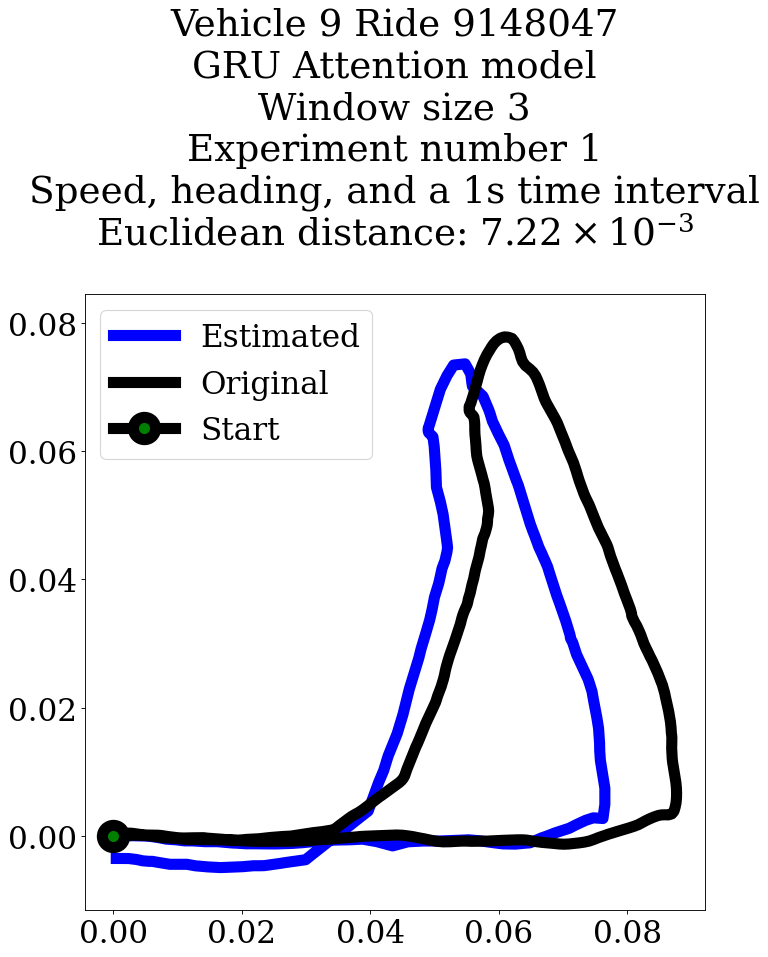 Vehicle 9 Ride 9148047
GRU Attention model
Window size 3
Experiment number 1
Speed, heading, and a 1s time interval
Euclidean distance: 7.22 × 10⁻³
Estimated
Original
Start
0.08
0.06
0.04
0.02
0.00
0.00 0.02 0.04 0.06 0.08